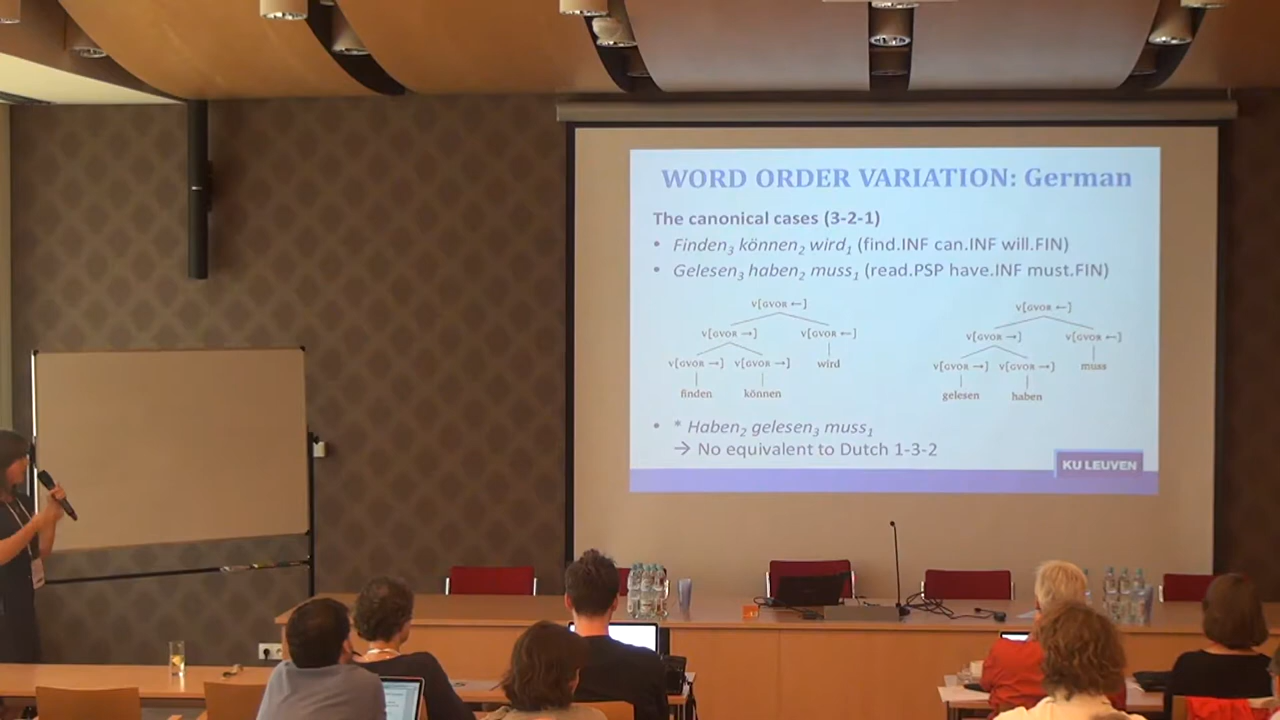 WORD ORDER VARIATION: German
The canonical cases (3-2-1)
• Finden₃ können₂ wird₁ (find.INF can.INF will.FIN)
• Gelesen₃ haben₂ muss₁ (read.PSP have.INF must.FIN)
V[GVOR ←]
V[GVOR →] V[GVOR ←]
V[GVOR →] V[GVOR →] wird
finden können
V[GVOR ←]
V[GVOR →] V[GVOR ←]
V[GVOR →] V[GVOR →] muss
gelesen haben
• * Haben₂ gelesen₃ muss₁
→ No equivalent to Dutch 1-3-2
KU LEUVEN